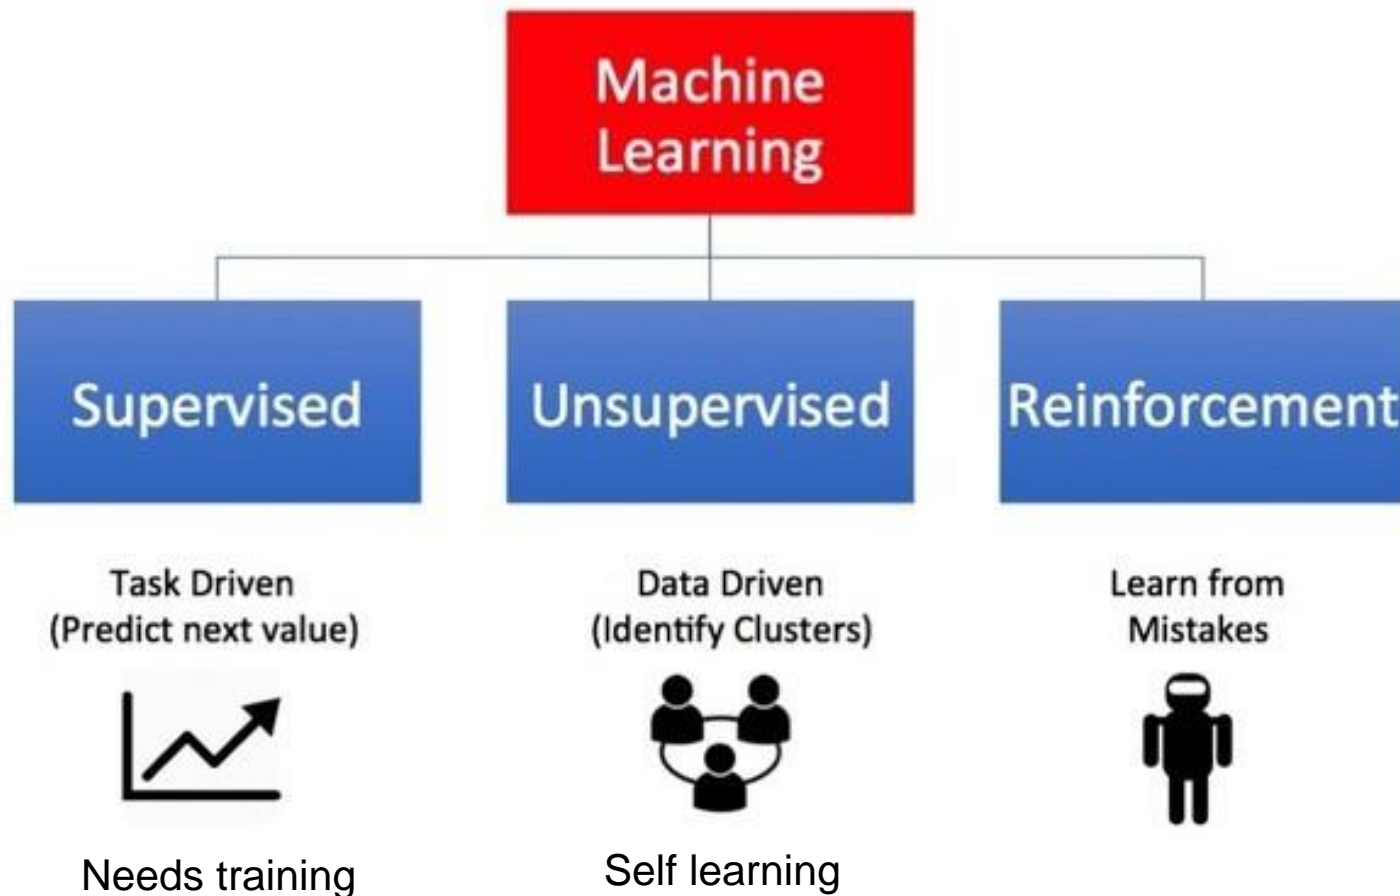 Machine
Learning
Supervised
Unsupervised
Reinforcement
Task Driven
(Predict next value)
Data Driven
(Identify Clusters)
Learn from
Mistakes
Needs training
Self learning